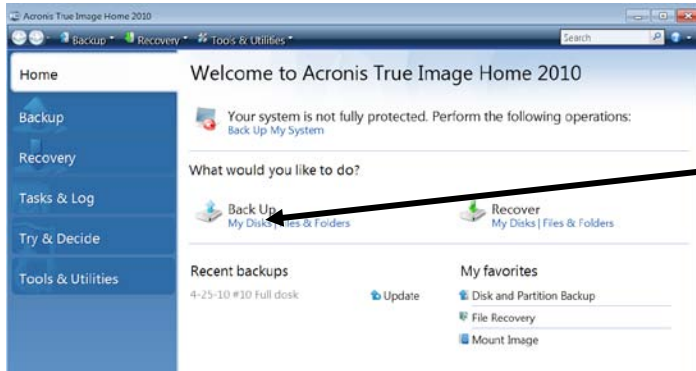 Acronis True Image Home 2010
Backup Recovery Tools & Utilities Search
Home
Backup
Recovery
Tasks & Log
Try & Decide
Tools & Utilities
Welcome to Acronis True Image Home 2010
Your system is not fully protected. Perform the following operations:
Back Up My System
What would you like to do?
Back Up
My Disks | Files & Folders
Recover
My Disks | Files & Folders
Recent backups
4-25-10 #10 Full dosk Update
My favorites
Disk and Partition Backup
File Recovery
Mount Image